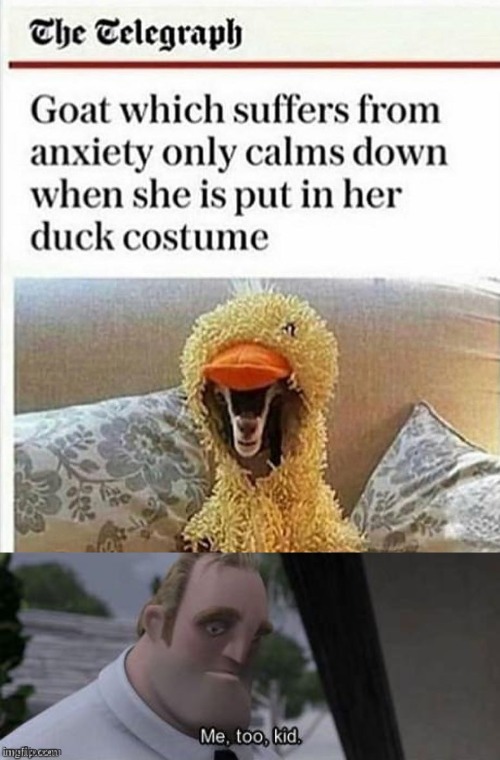 The Telegraph
Goat which suffers from
anxiety only calms down
when she is put in her
duck costume
Me, too, kid.
imgflip.com